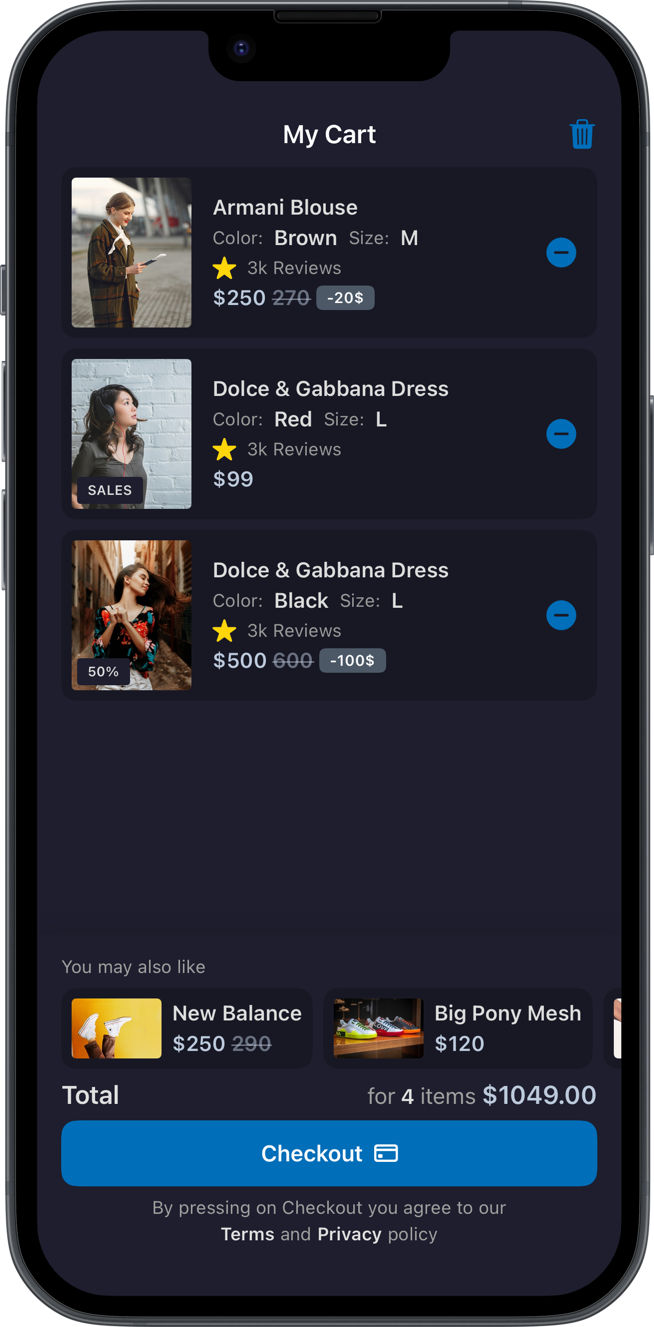 My Cart
Armani Blouse
Color: Brown Size: M
3k Reviews
$250 270 -20$
Dolce & Gabbana Dress
Color: Red Size: L
3k Reviews
$99
SALES
Dolce & Gabbana Dress
Color: Black Size: L
3k Reviews
$500 600 -100$
50%
You may also like
New Balance
$250 290
Big Pony Mesh
$120
Total for 4 items $1049.00
Checkout
By pressing on Checkout you agree to our
Terms and Privacy policy